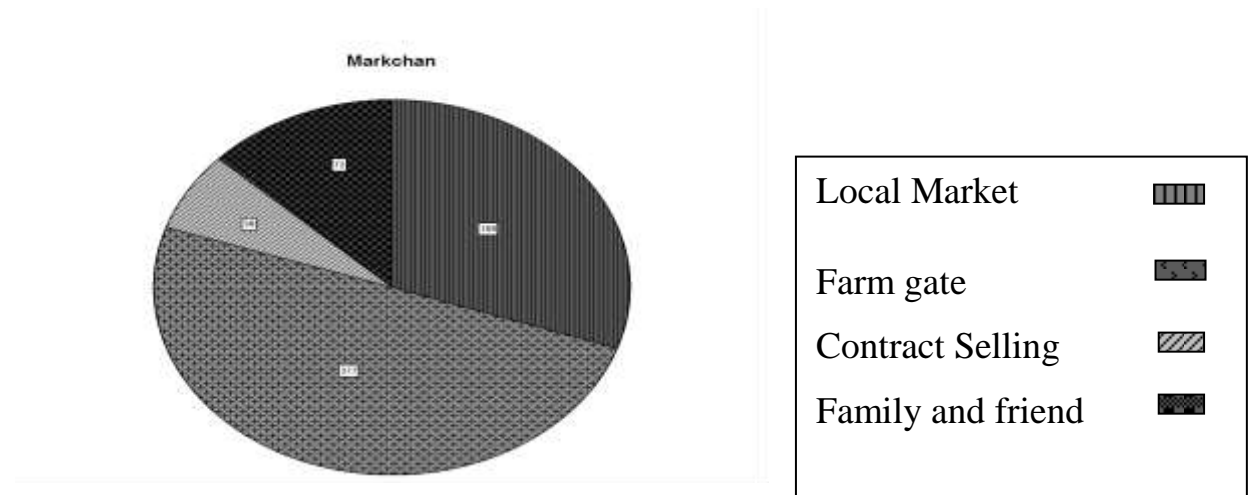 Markchan
Local Market
Farm gate
Contract Selling
Family and friend